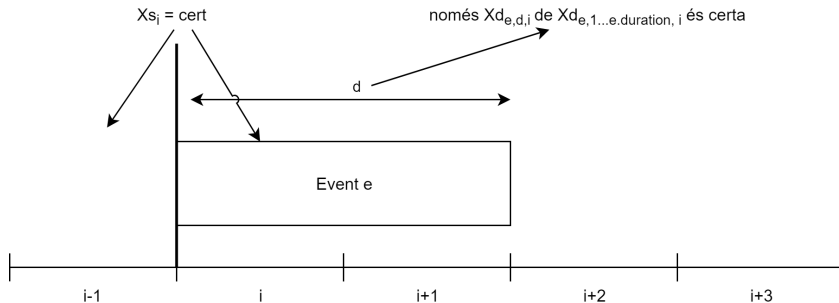 Xs_i = cert
només Xd_e,d,i de Xd_e,1...e.duration, i és certa
d
Event e
i-1
i
i+1
i+2
i+3